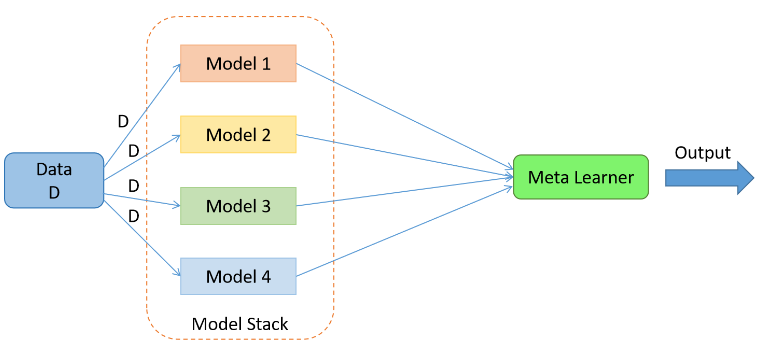 Data
D
D
D
D
D
Model 1
Model 2
Model 3
Model 4
Model Stack
Meta Learner
Output